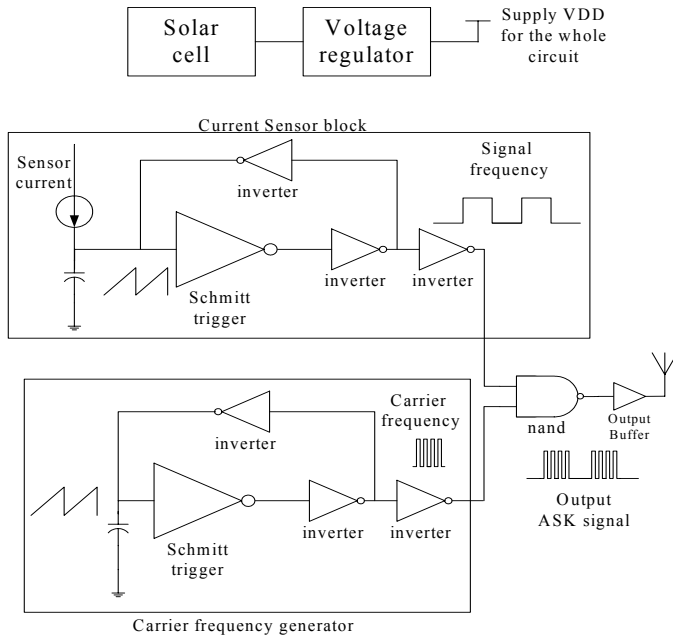 Solar
cell
Voltage
regulator
Supply VDD
for the whole
circuit
Current Sensor block
Sensor
current
inverter
Signal
frequency
Schmitt
trigger
inverter
inverter
Carrier
frequency
inverter
nand
Output
Buffer
Schmitt
trigger
inverter
inverter
Output
ASK signal
Carrier frequency generator